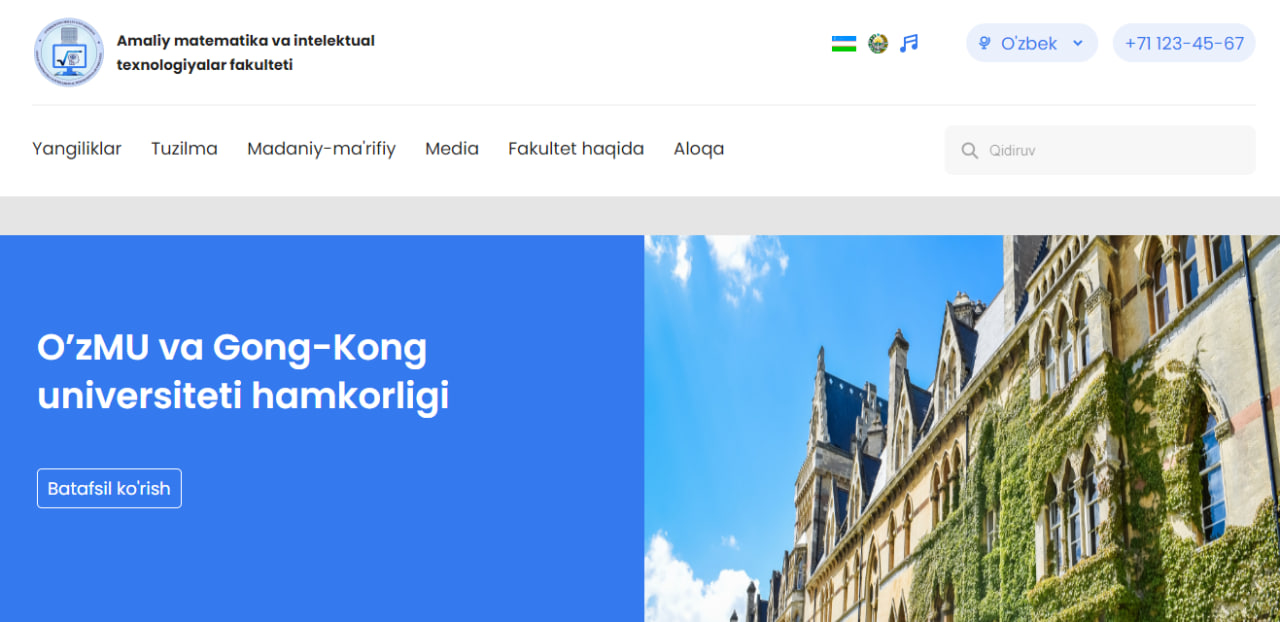 Amaliy matematika va intelektual
texnologiyalar fakulteti
O'zbek
+71 123-45-67
Yangiliklar Tuzilma Madaniy-ma'rifiy Media Fakultet haqida Aloqa
Qidiruv
O’zMU va Gong-Kong
universiteti hamkorligi
Batafsil ko'rish